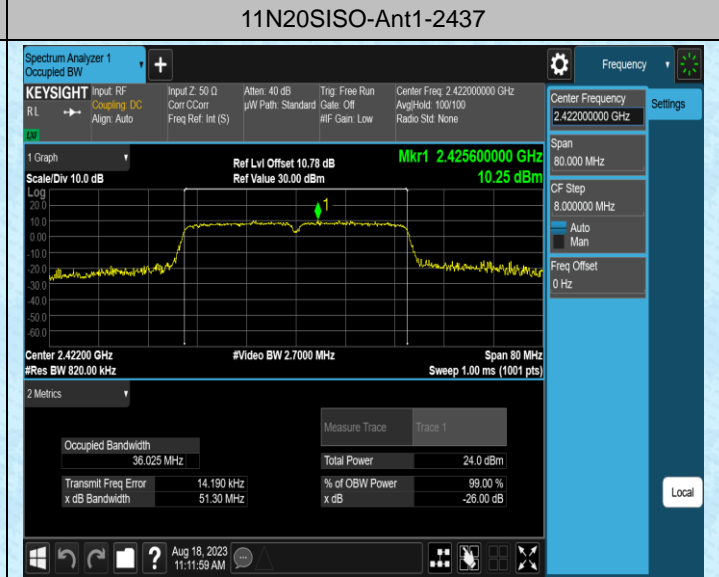 11N20SISO-Ant1-2437
Spectrum Analyzer 1
Occupied BW
+
Frequency
KEYSIGHT
Input: RF
Input Z: 50 Ω
Atten: 40 dB
Trig: Free Run
Center Freq: 2.422000000 GHz
RL
Coupling: DC
Corr CCorr
µW Path: Standard
Gate: Off
Avg|Hold: 100/100
Align: Auto
Freq Ref: Int (S)
#IF Gain: Low
Radio Std: None
LXI
Center Frequency
2.422000000 GHz
Settings
Span
80.000 MHz
CF Step
8.000000 MHz
Auto
Man
Freq Offset
0 Hz
1 Graph
Ref Lvl Offset 10.78 dB
Mkr1 2.425600000 GHz
Scale/Div 10.0 dB
Ref Value 30.00 dBm
10.25 dBm
Log
20.0
1
10.0
0.00
-10.0
-20.0
-30.0
-40.0
-50.0
-60.0
Center 2.42200 GHz
#Video BW 2.7000 MHz
Span 80 MHz
#Res BW 820.00 kHz
Sweep 1.00 ms (1001 pts)
2 Metrics
Measure Trace
Trace 1
Occupied Bandwidth
36.025 MHz
Total Power
24.0 dBm
Transmit Freq Error
14.190 kHz
% of OBW Power
99.00 %
x dB Bandwidth
51.30 MHz
x dB
-26.00 dB
Local
?
Aug 18, 2023
11:11:59 AM